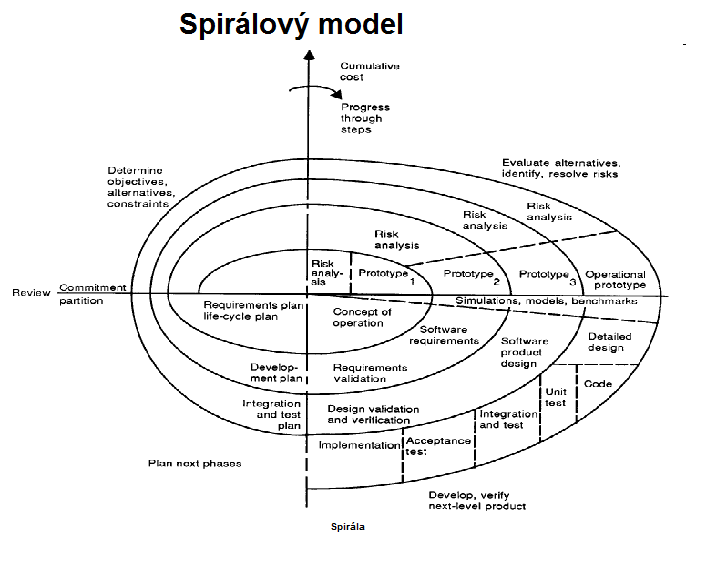 Spirálový model
Cumulative
cost
Progress
through
steps
Determine
objectives,
alternatives,
constraints
Evaluate alternatives,
identify, resolve risks
Risk
analysis
Risk
analysis
Risk
analysis
Risk
analy-
sis
Prototype 1
Prototype 2
Prototype 3
Operational
prototype
Review
Commitment
partition
Simulations, models, benchmarks
Requirements plan
life-cycle plan
Concept of
operation
Software
requirements
Software
product
design
Detailed
design
Develop-
ment plan
Requirements
validation
Integration
and test
plan
Design validation
and verification
Integration
and test
Unit
test
Code
Implementation
Acceptance
test
Plan next phases
Develop, verify
next-level product
Spirála